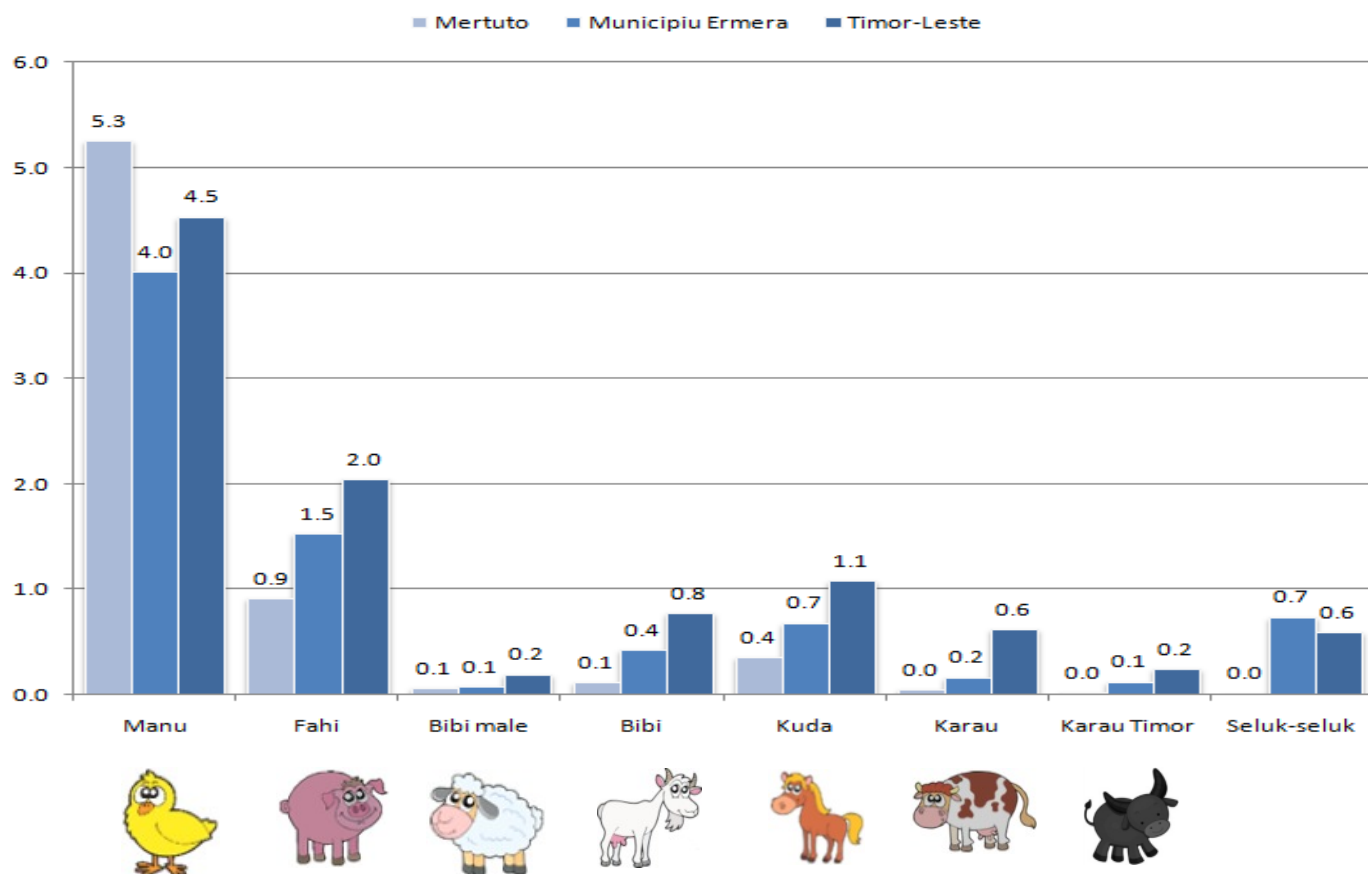 Mertuto Municipiu Ermera Timor-Leste
6.0
5.0
4.0
3.0
2.0
1.0
0.0
5.3 4.0 4.5
0.9 1.5 2.0
0.1 0.1 0.2
0.1 0.4 0.8
0.4 0.7 1.1
0.0 0.2 0.6
0.0 0.1 0.2
0.0 0.7 0.6
Manu Fahi Bibi male Bibi Kuda Karau Karau Timor Seluk-seluk